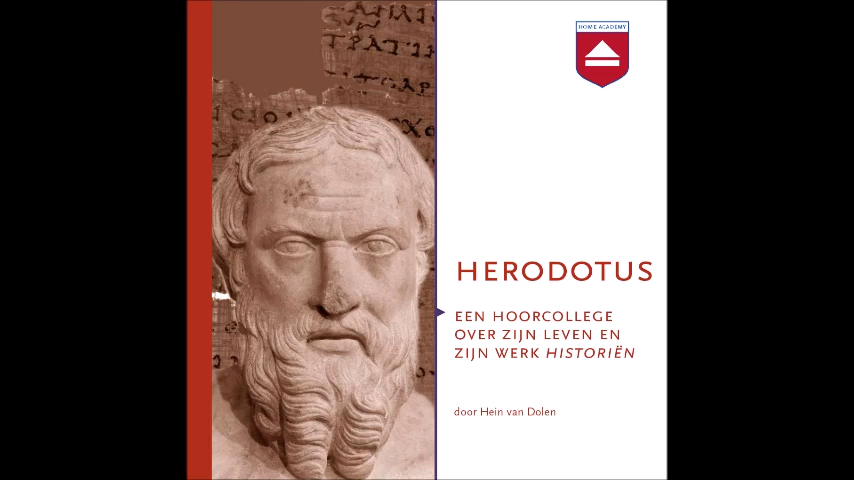 HOME ACADEMY
HERODOTUS
EEN HOORCOLLEGE
OVER ZIJN LEVEN EN
ZIJN WERK HISTORIËN
door Hein van Dolen